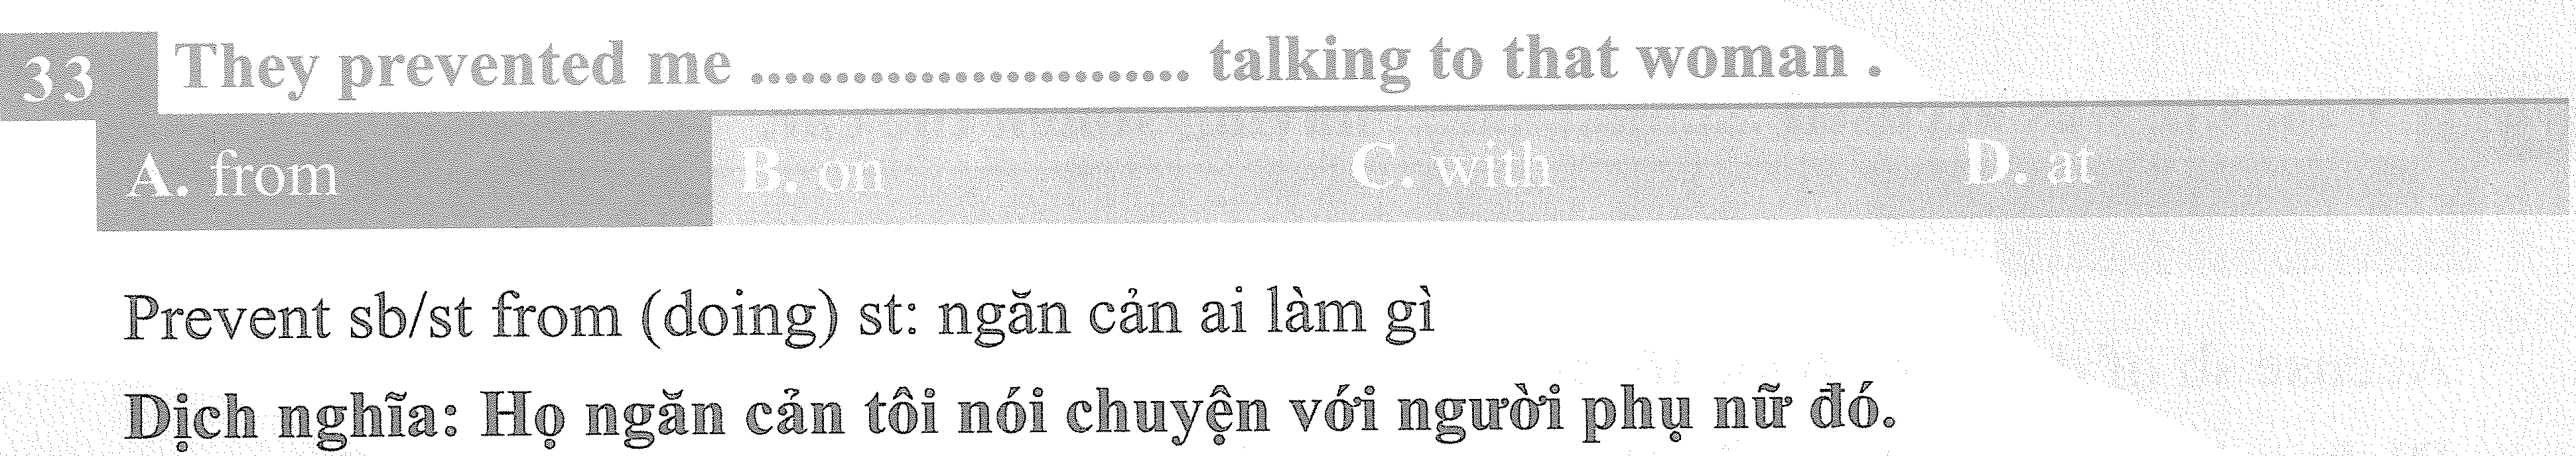 33 They prevented me .......................... talking to that woman .
A. from B. on C. with D. at
Prevent sb/st from (doing) st: ngăn cản ai làm gì
Dịch nghĩa: Họ ngăn cản tôi nói chuyện với người phụ nữ đó.